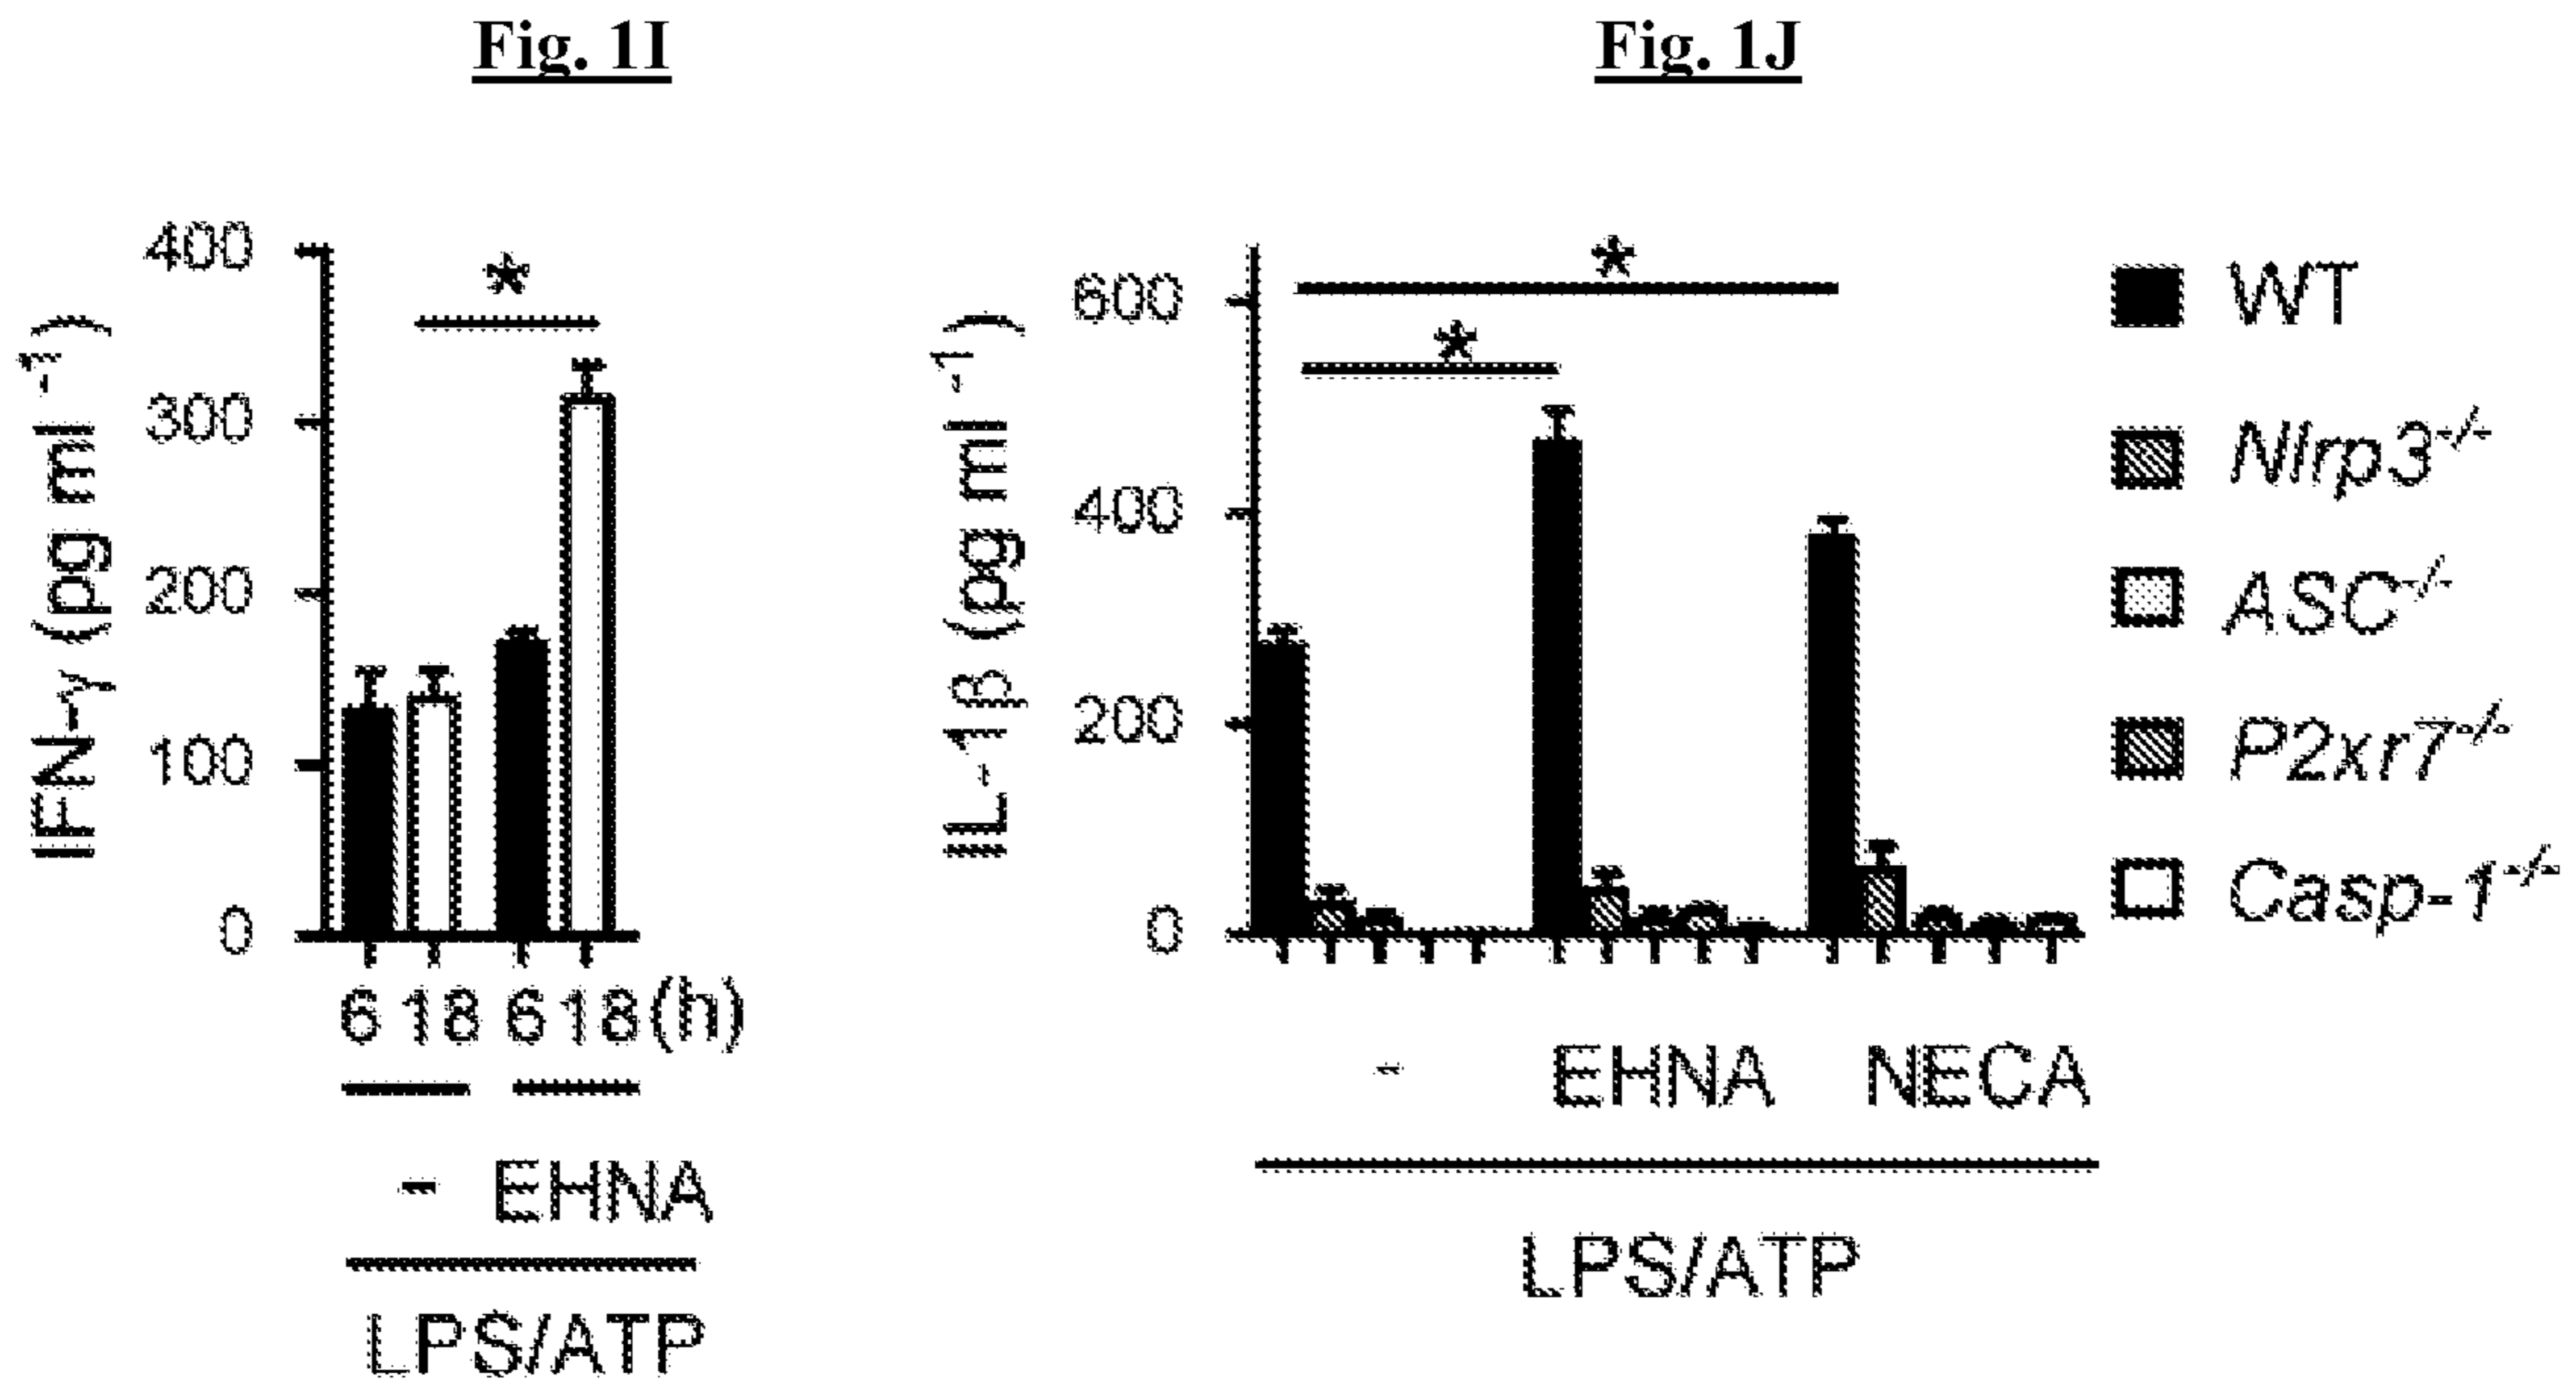 Fig. 1I
IFN-γ (pg ml -1)
400
300
200
100
0
*
6 18 6 18 (h)
- EHNA
LPS/ATP
Fig. 1J
IL-1β (pg ml -1)
600
400
200
0
*
*
- EHNA NECA
LPS/ATP
WT
Nlrp3-/-
ASC-/-
P2xr7-/-
Casp-1-/-